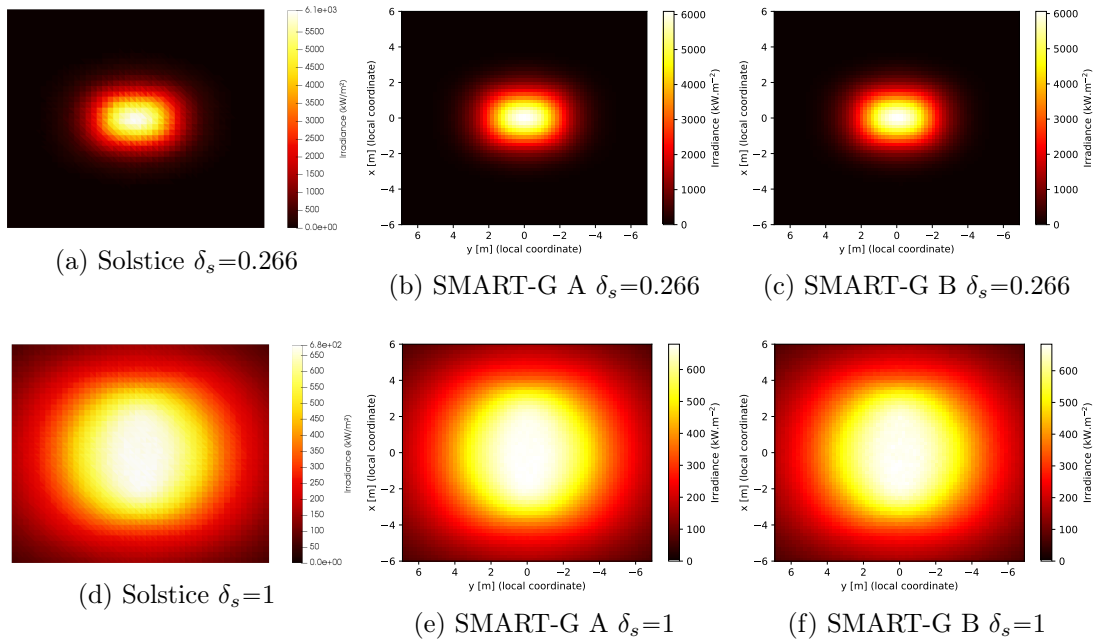 6.1e+03
5500
5000
4500
4000
3500
3000
2500
2000
1500
1000
500
0.0e+00
Irradiance (kW/m²)
(a) Solstice δs=0.266
6
4
2
0
−2
−4
−6
x [m] (local coordinate)
6 4 2 0 −2 −4 −6
y [m] (local coordinate)
6000
5000
4000
3000
2000
1000
0
Irradiance (kW.m−2)
(b) SMART-G A δs=0.266
6
4
2
0
−2
−4
−6
x [m] (local coordinate)
6 4 2 0 −2 −4 −6
y [m] (local coordinate)
6000
5000
4000
3000
2000
1000
0
Irradiance (kW.m−2)
(c) SMART-G B δs=0.266
6.8e+02
650
600
550
500
450
400
350
300
250
200
150
100
50
0.0e+00
Irradiance (kW/m²)
(d) Solstice δs=1
6
4
2
0
−2
−4
−6
x [m] (local coordinate)
6 4 2 0 −2 −4 −6
y [m] (local coordinate)
600
500
400
300
200
100
0
Irradiance (kW.m−2)
(e) SMART-G A δs=1
6
4
2
0
−2
−4
−6
x [m] (local coordinate)
6 4 2 0 −2 −4 −6
y [m] (local coordinate)
600
500
400
300
200
100
0
Irradiance (kW.m−2)
(f) SMART-G B δs=1